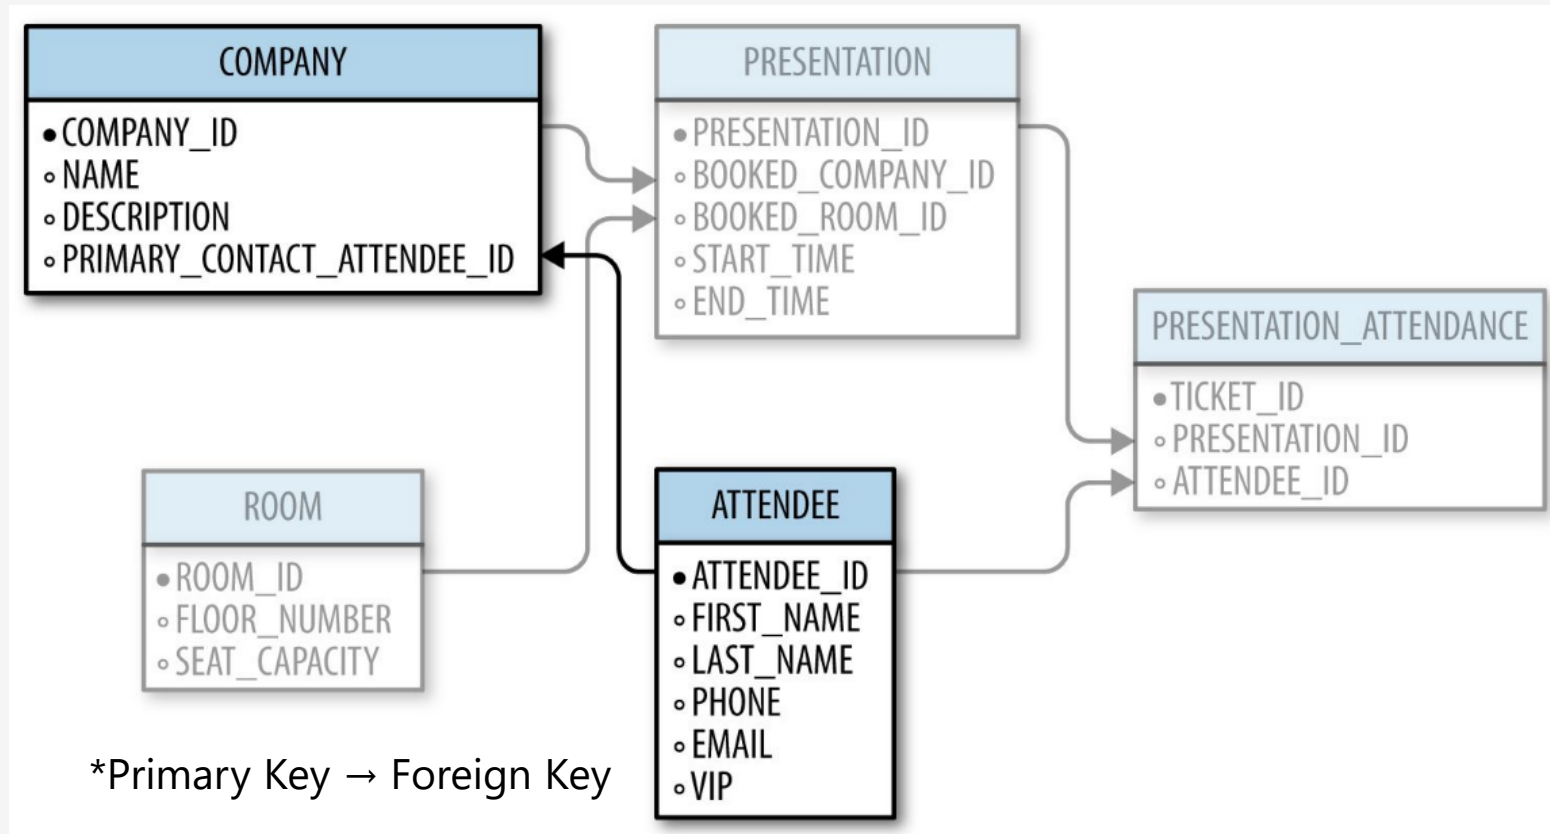 COMPANY
•COMPANY_ID
◦NAME
◦DESCRIPTION
◦PRIMARY_CONTACT_ATTENDEE_ID
PRESENTATION
•PRESENTATION_ID
◦BOOKED_COMPANY_ID
◦BOOKED_ROOM_ID
◦START_TIME
◦END_TIME
PRESENTATION_ATTENDANCE
•TICKET_ID
◦PRESENTATION_ID
◦ATTENDEE_ID
ROOM
•ROOM_ID
◦FLOOR_NUMBER
◦SEAT_CAPACITY
ATTENDEE
•ATTENDEE_ID
◦FIRST_NAME
◦LAST_NAME
◦PHONE
◦EMAIL
◦VIP
*Primary Key → Foreign Key